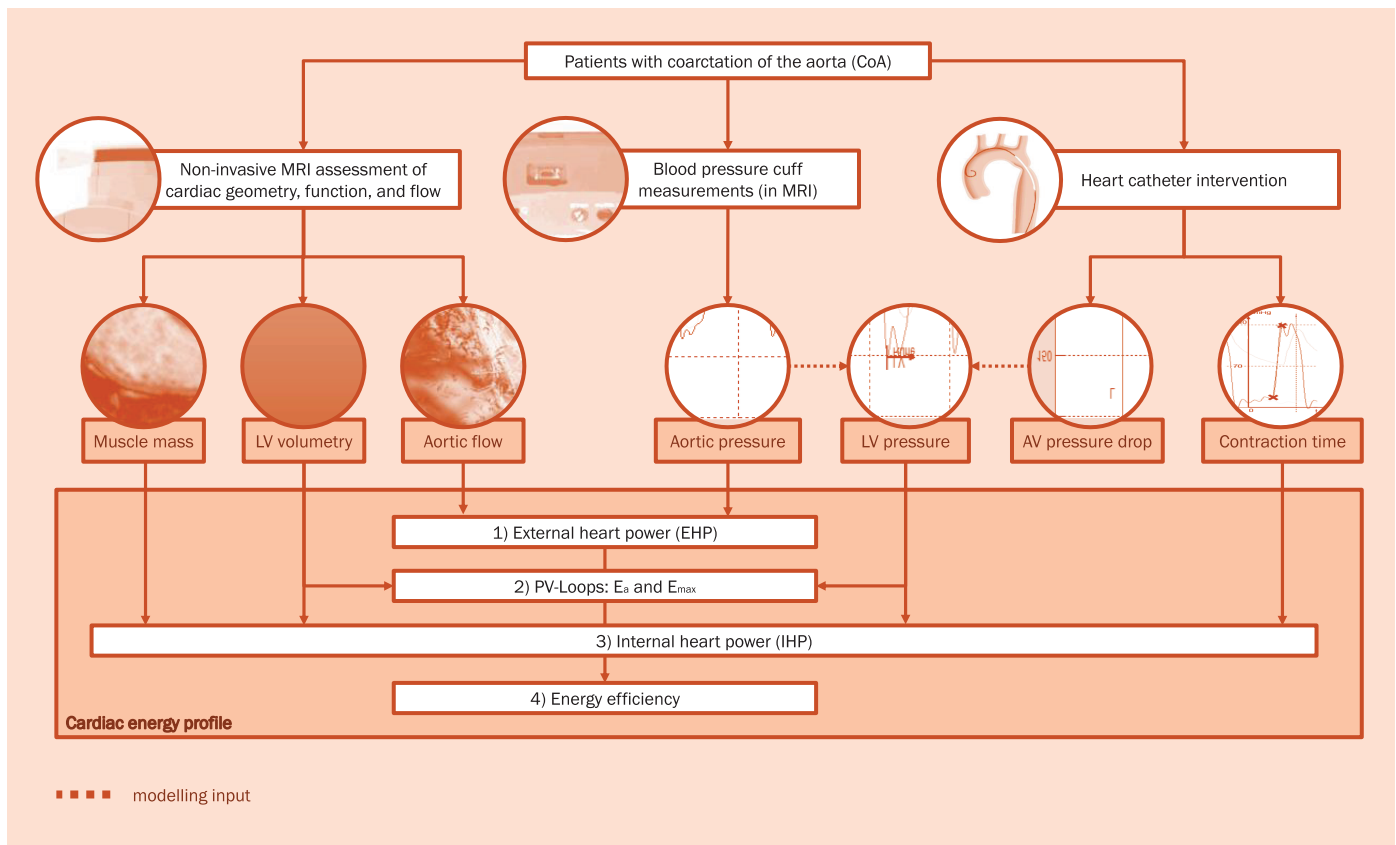 Patients with coarctation of the aorta (CoA)
Non-invasive MRI assessment of
cardiac geometry, function, and flow
Blood pressure cuff
measurements (in MRI)
Heart catheter intervention
150
70
0
Muscle mass
LV volumetry
Aortic flow
Aortic pressure
LV pressure
AV pressure drop
Contraction time
1) External heart power (EHP)
2) PV-Loops: Ea and Emax
3) Internal heart power (IHP)
4) Energy efficiency
Cardiac energy profile
modelling input